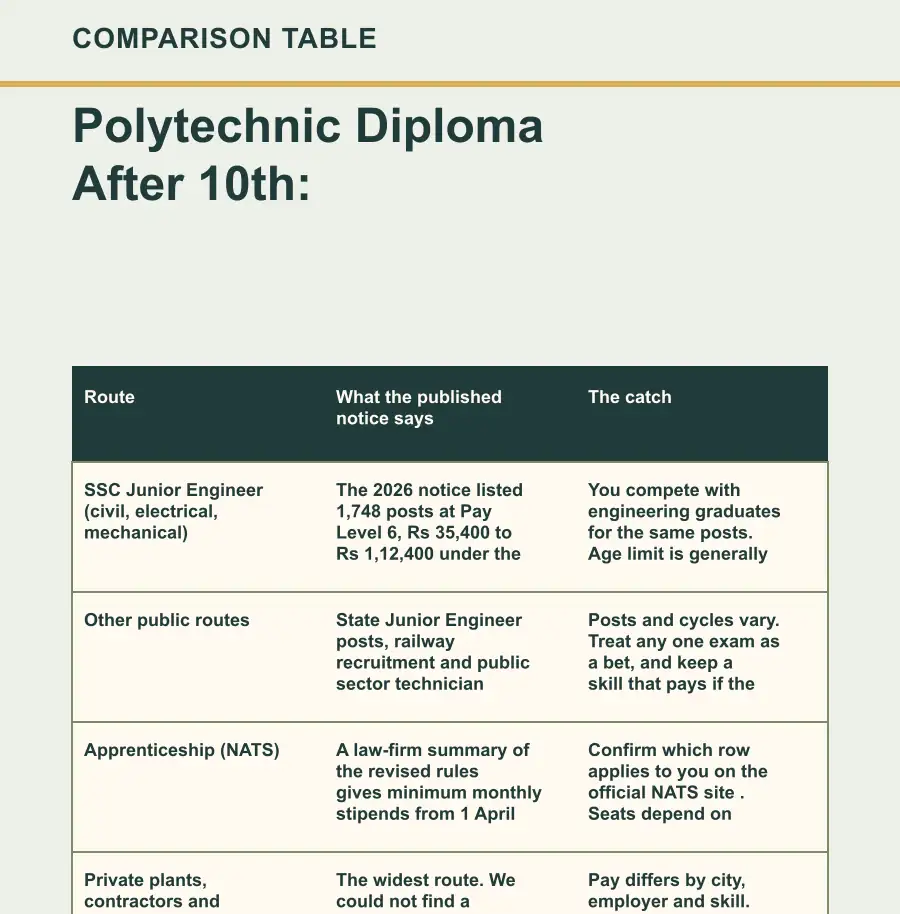 COMPARISON TABLE
Polytechnic Diploma
After 10th:
Route
What the published
notice says
The catch
SSC Junior Engineer
(civil, electrical,
mechanical)
The 2026 notice listed
1,748 posts at Pay
Level 6, Rs 35,400 to
Rs 1,12,400 under the
You compete with
engineering graduates
for the same posts.
Age limit is generally
Other public routes
State Junior Engineer
posts, railway
recruitment and public
sector technician
Posts and cycles vary.
Treat any one exam as
a bet, and keep a
skill that pays if the
Apprenticeship (NATS)
A law-firm summary of
the revised rules
gives minimum monthly
stipends from 1 April
Confirm which row
applies to you on the
official NATS site .
Seats depend on
Private plants,
contractors and
The widest route. We
could not find a
Pay differs by city,
employer and skill.